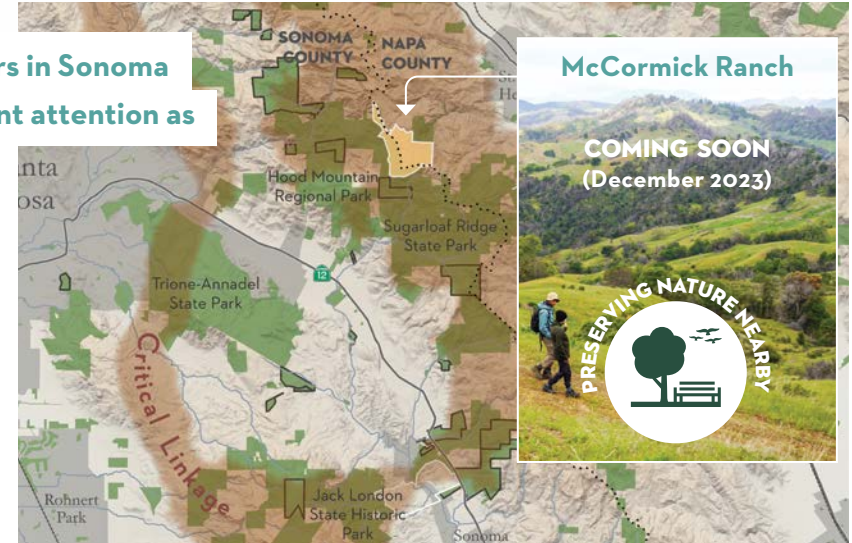 rs in Sonoma
nt attention as
SONOMA
COUNTY
NAPA
COUNTY
McCormick Ranch
COMING SOON
(December 2023)
PRESERVING NATURE NEARBY
nta
osa
Hood Mountain
Regional Park
Sugarloaf Ridge
State Park
12
Trione-Annadel
State Park
Critical Linkage
Rohnert
Park
Jack London
State Historic
Park
Sonoma